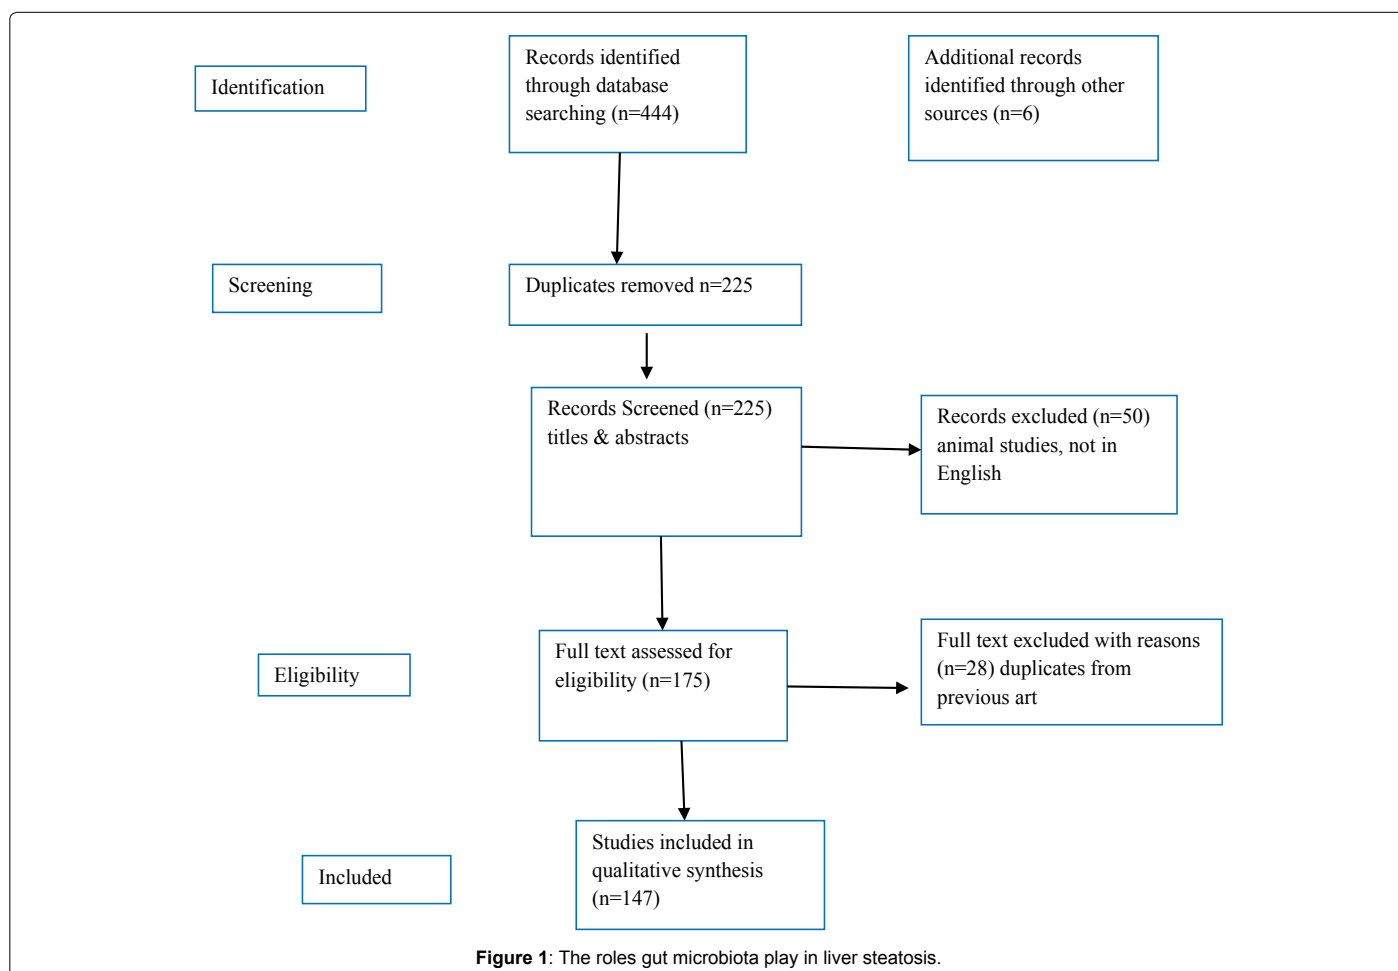 Identification
Records identified
through database
searching (n=444)
Additional records
identified through other
sources (n=6)
Screening
Duplicates removed n=225
Records Screened (n=225)
titles & abstracts
Records excluded (n=50)
animal studies, not in
English
Eligibility
Full text assessed for
eligibility (n=175)
Full text excluded with reasons
(n=28) duplicates from
previous art
Included
Studies included in
qualitative synthesis
(n=147)
Figure 1: The roles gut microbiota play in liver steatosis.